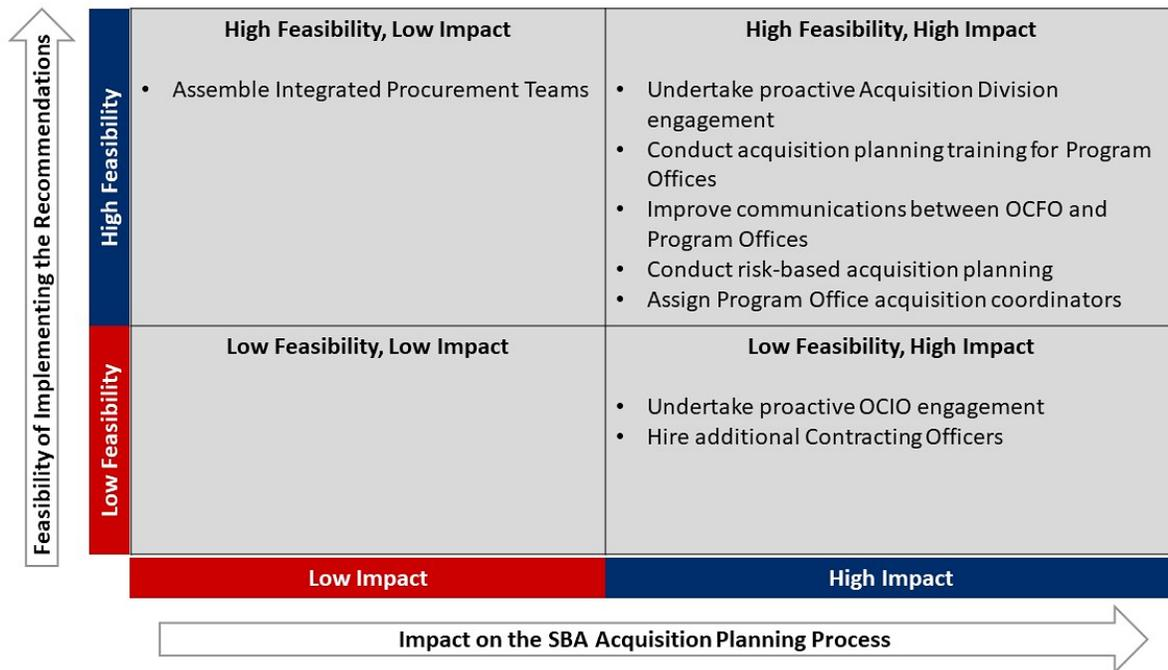 Feasibility of Implementing the Recommendations
High Feasibility
High Feasibility, Low Impact
• Assemble Integrated Procurement Teams
High Feasibility, High Impact
• Undertake proactive Acquisition Division
engagement
• Conduct acquisition planning training for Program
Offices
• Improve communications between OCFO and
Program Offices
• Conduct risk-based acquisition planning
• Assign Program Office acquisition coordinators
Low Feasibility
Low Feasibility, Low Impact
Low Feasibility, High Impact
• Undertake proactive OCIO engagement
• Hire additional Contracting Officers
Low Impact
High Impact
Impact on the SBA Acquisition Planning Process